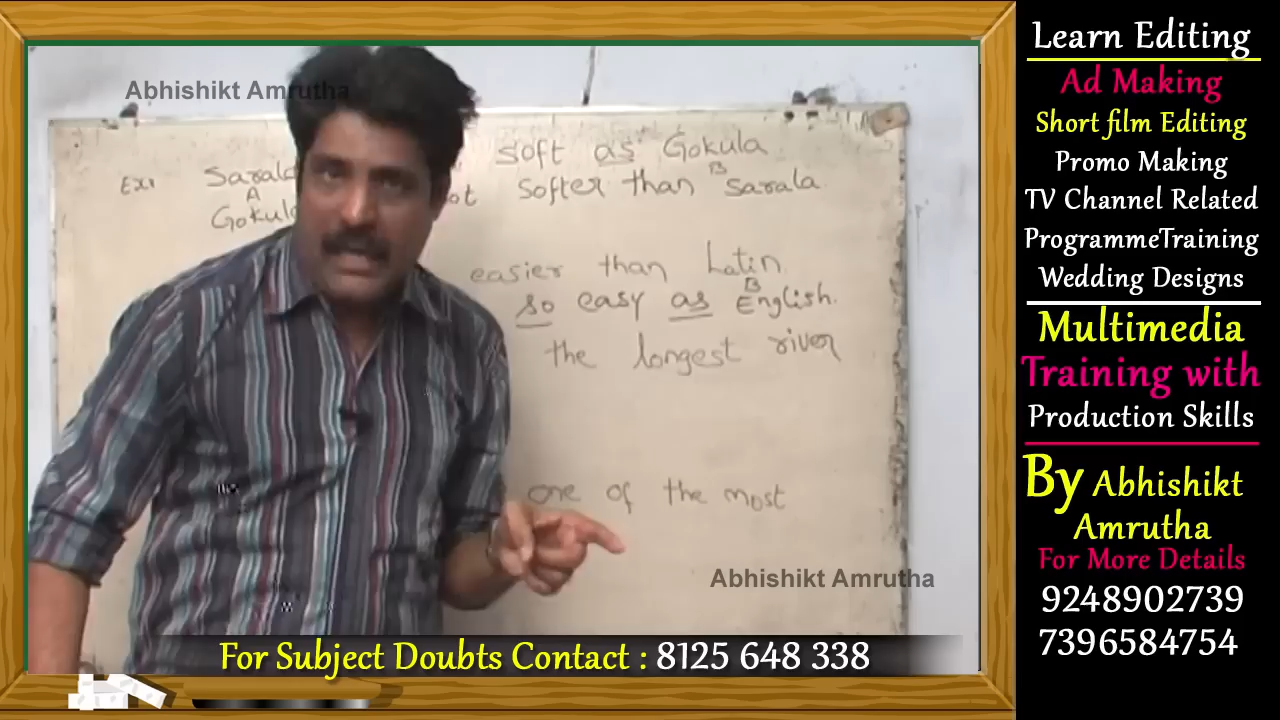 Abhishikt Amrutha
soft as Gokula
Ex:
A
B
softer than Sarala
easier than Latin
B
so easy as English.
the longest river
one of the most
Abhishikt Amrutha
For Subject Doubts Contact : 8125 648 338
Learn Editing
Ad Making
Short film Editing
Promo Making
TV Channel Related
ProgrammeTraining
Wedding Designs
Multimedia
Training with
Production Skills
By Abhishikt
Amrutha
For More Details
9248902739
7396584754